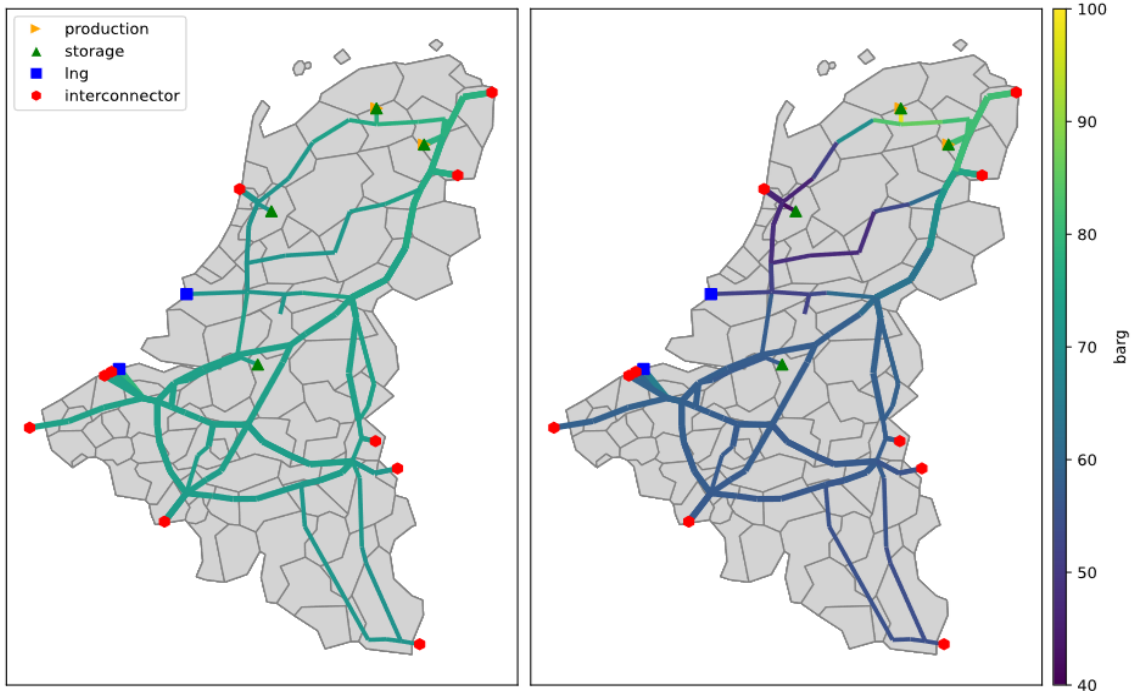 production
storage
lng
interconnector
100
90
80
70
60
50
40
barg